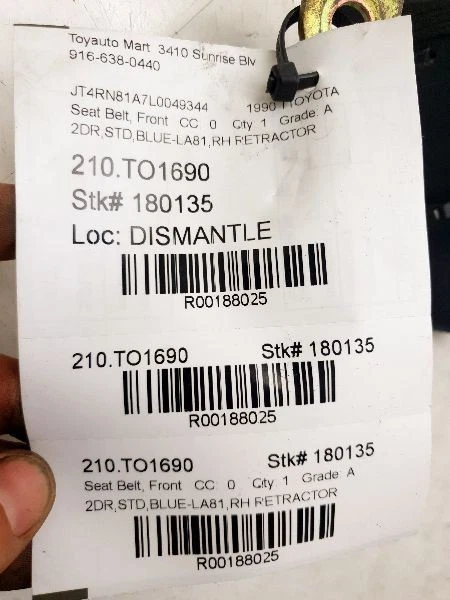 Toyauto Mart 3410 Sunrise Blv
916-638-0440
JT4RN81A7L0049344 1990 TOYOTA
Seat Belt, Front CC: 0 Qty 1 Grade: A
2DR,STD,BLUE-LA81,RH RETRACTOR
210.TO1690
Stk# 180135
Loc: DISMANTLE
R00188025
210.TO1690 Stk# 180135
R00188025
210.TO1690 Stk# 180135
Seat Belt, Front CC: 0 Qty 1 Grade: A
2DR,STD,BLUE-LA81,RH RETRACTOR
R00188025